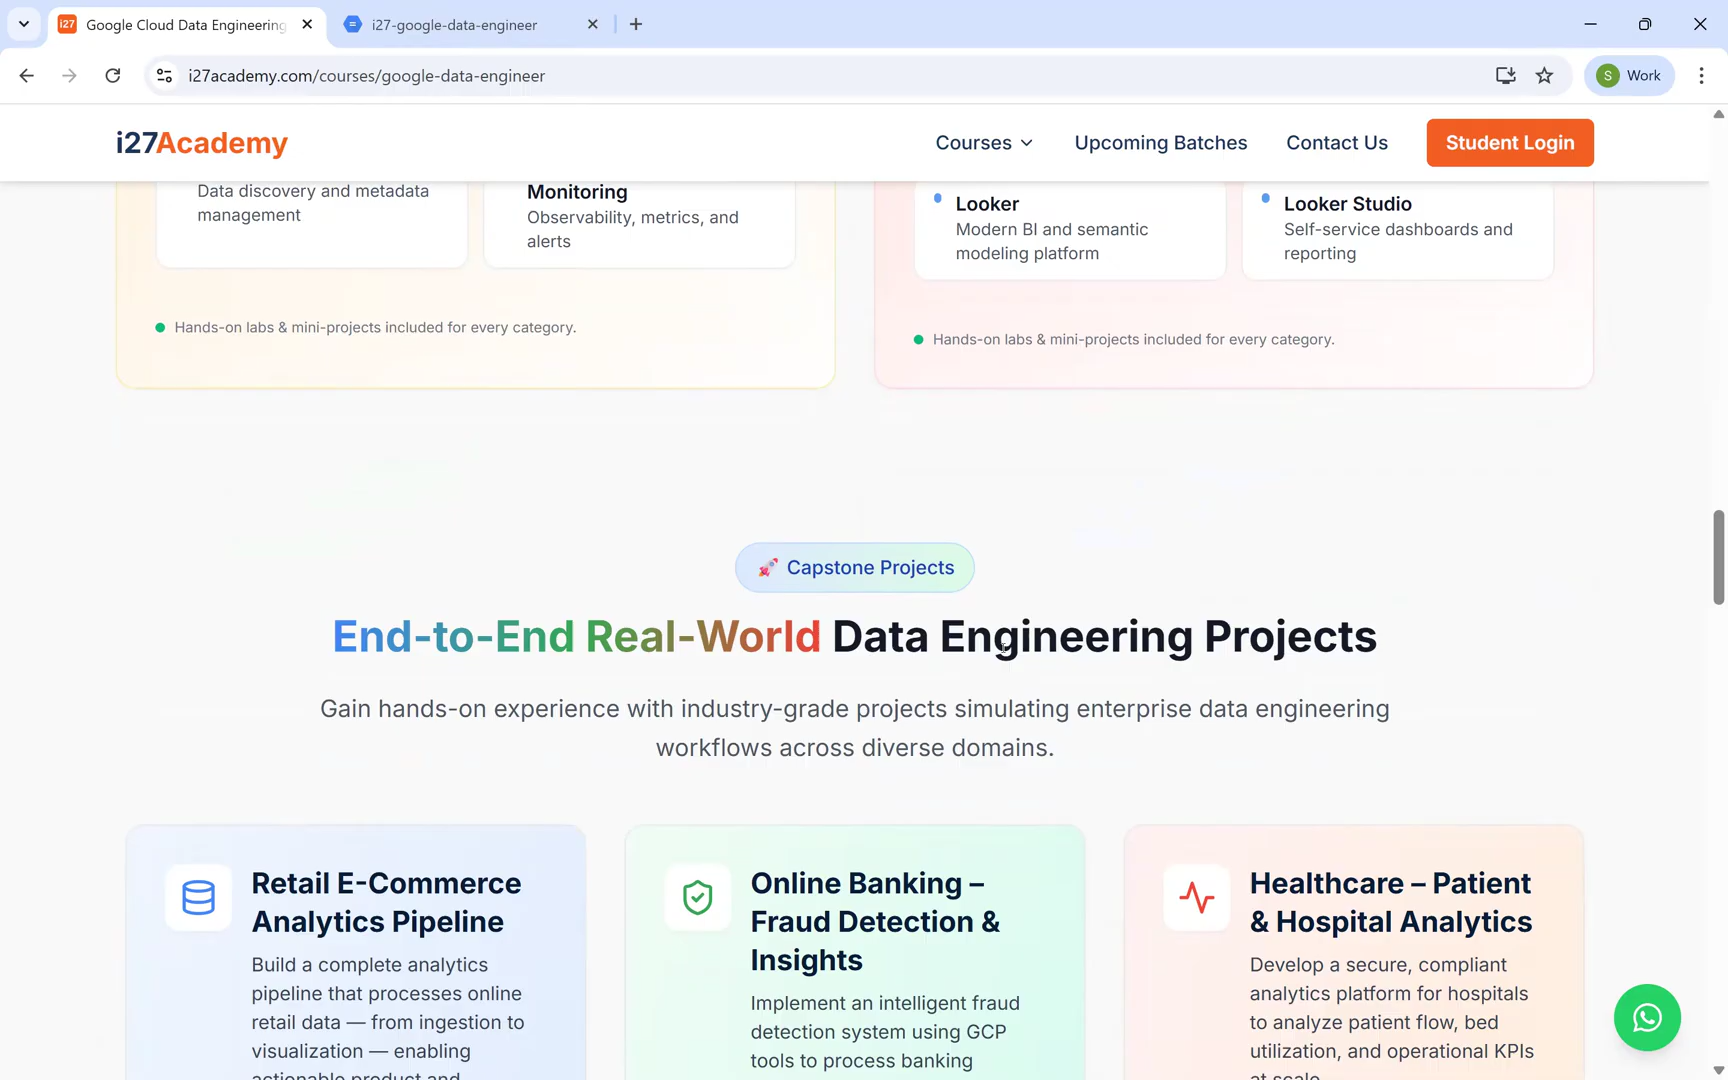 Google Cloud Data Engineering
i27-google-data-engineer
i27academy.com/courses/google-data-engineer
S Work
i27Academy
Courses
Upcoming Batches
Contact Us
Student Login
Data discovery and metadata
management
Monitoring
Observability, metrics, and
alerts
Hands-on labs & mini-projects included for every category.
Looker
Modern BI and semantic
modeling platform
Looker Studio
Self-service dashboards and
reporting
Hands-on labs & mini-projects included for every category.
🚀 Capstone Projects
End-to-End Real-World Data Engineering Projects
Gain hands-on experience with industry-grade projects simulating enterprise data engineering
workflows across diverse domains.
Retail E-Commerce
Analytics Pipeline
Build a complete analytics
pipeline that processes online
retail data — from ingestion to
visualization — enabling
actionable product and
Online Banking –
Fraud Detection &
Insights
Implement an intelligent fraud
detection system using GCP
tools to process banking
Healthcare – Patient
& Hospital Analytics
Develop a secure, compliant
analytics platform for hospitals
to analyze patient flow, bed
utilization, and operational KPIs
at scale.